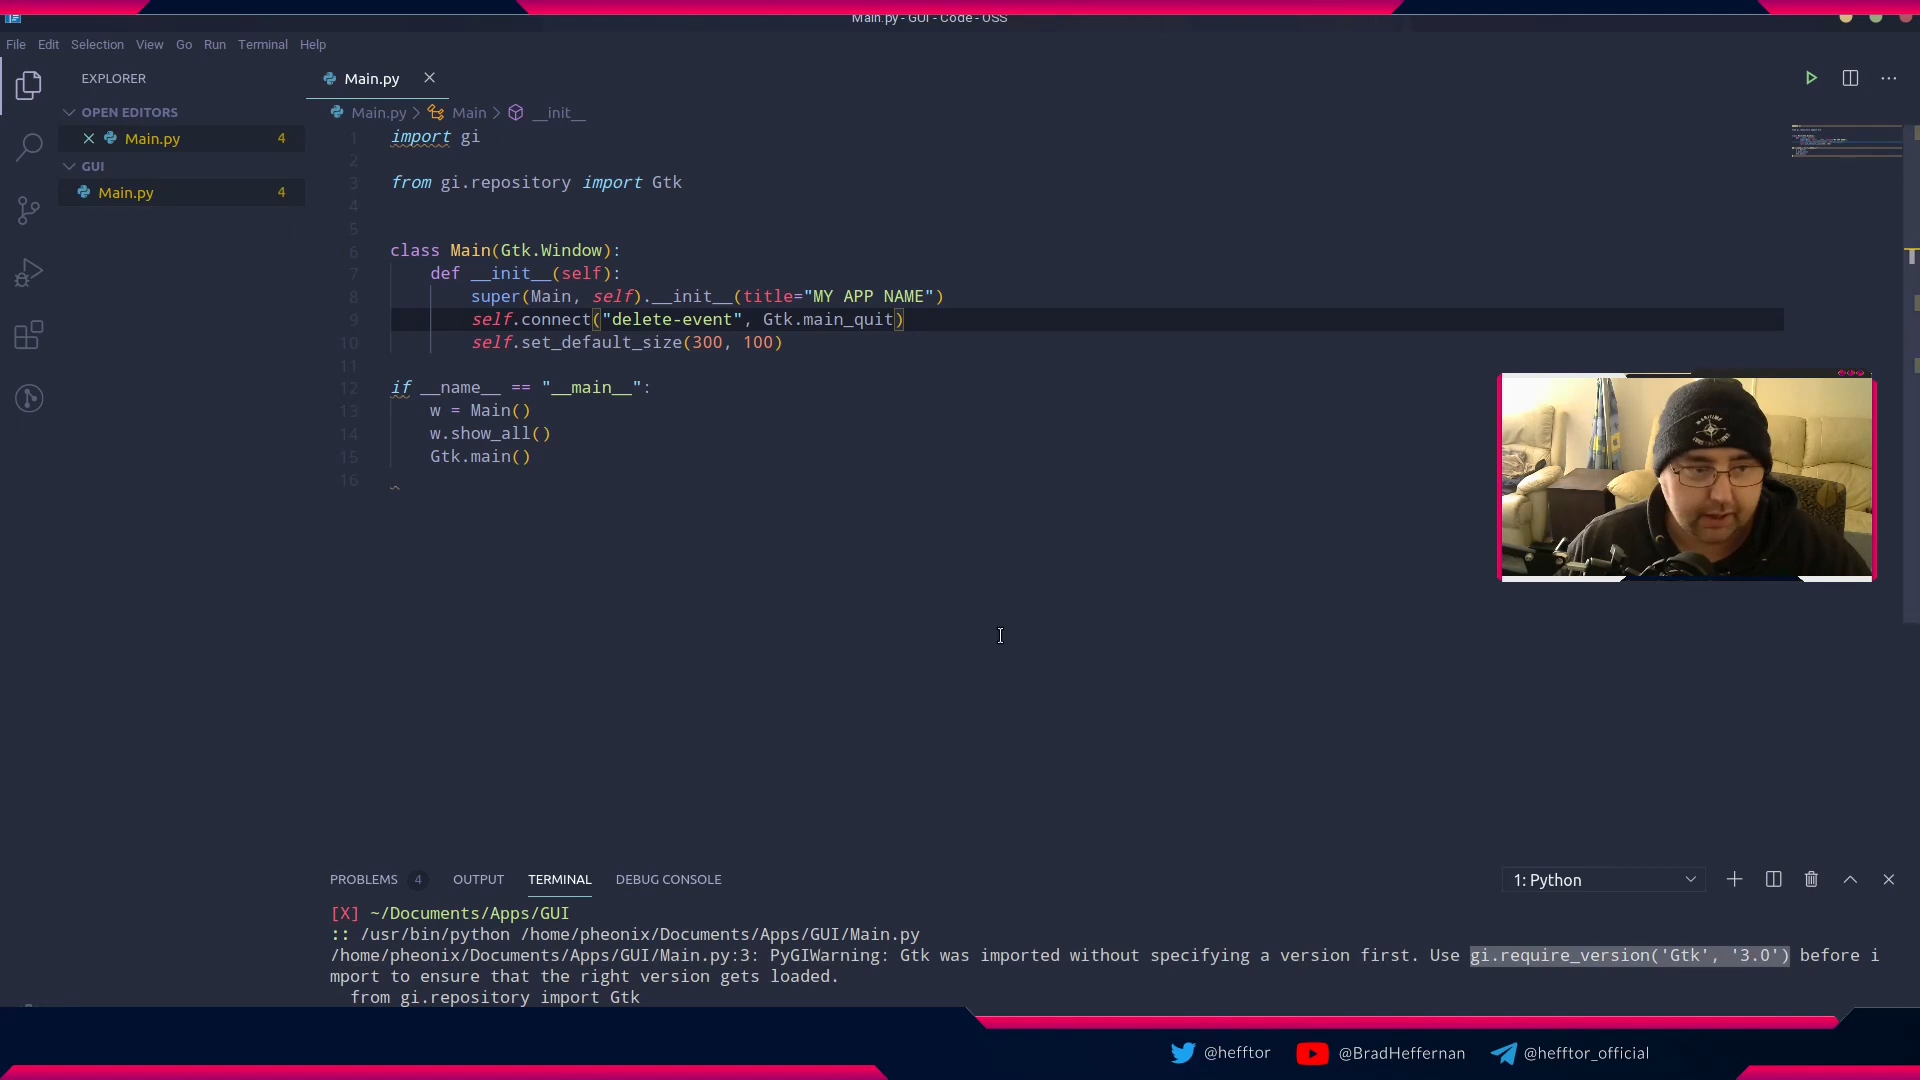 Main.py - GUI - Code - OSS
File Edit Selection View Go Run Terminal Help
EXPLORER
OPEN EDITORS
Main.py 4
GUI
Main.py 4
Main.py
Main.py > Main > __init__
1 import gi
2
3 from gi.repository import Gtk
4
5
6 class Main(Gtk.Window):
7 def __init__(self):
8 super(Main, self).__init__(title="MY APP NAME")
9 self.connect("delete-event", Gtk.main_quit)
10 self.set_default_size(300, 100)
11
12 if __name__ == "__main__":
13 w = Main()
14 w.show_all()
15 Gtk.main()
16
PROBLEMS 4 OUTPUT TERMINAL DEBUG CONSOLE
1: Python
[X] ~/Documents/Apps/GUI
:: /usr/bin/python /home/pheonix/Documents/Apps/GUI/Main.py
/home/pheonix/Documents/Apps/GUI/Main.py:3: PyGIWarning: Gtk was imported without specifying a version first. Use gi.require_version('Gtk', '3.0') before i
mport to ensure that the right version gets loaded.
from gi.repository import Gtk
@hefftor @BradHeffernan @hefftor_official